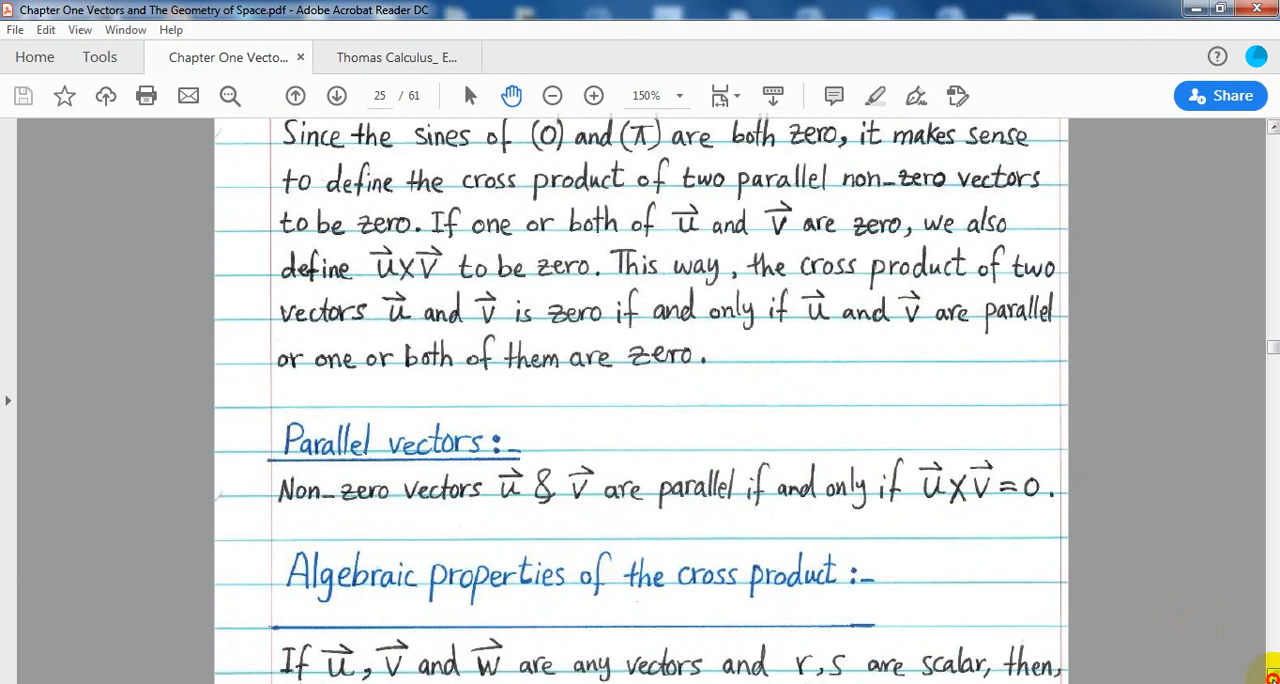 Chapter One Vectors and The Geometry of Space.pdf - Adobe Acrobat Reader DC
File Edit View Window Help
Home Tools Chapter One Vecto... × Thomas Calculus_ E...
25 / 61 150% Share
Since the sines of (0) and (π) are both zero, it makes sense
to define the cross product of two parallel non-zero vectors
to be zero. If one or both of u⃗ and v⃗ are zero, we also
define u⃗×v⃗ to be zero. This way, the cross product of two
vectors u⃗ and v⃗ is zero if and only if u⃗ and v⃗ are parallel
or one or both of them are zero.
Parallel vectors:-
Non-zero vectors u⃗ & v⃗ are parallel if and only if u⃗×v⃗=0.
Algebraic properties of the cross product:-
If u⃗, v⃗ and w⃗ are any vectors and r,s are scalar, then,